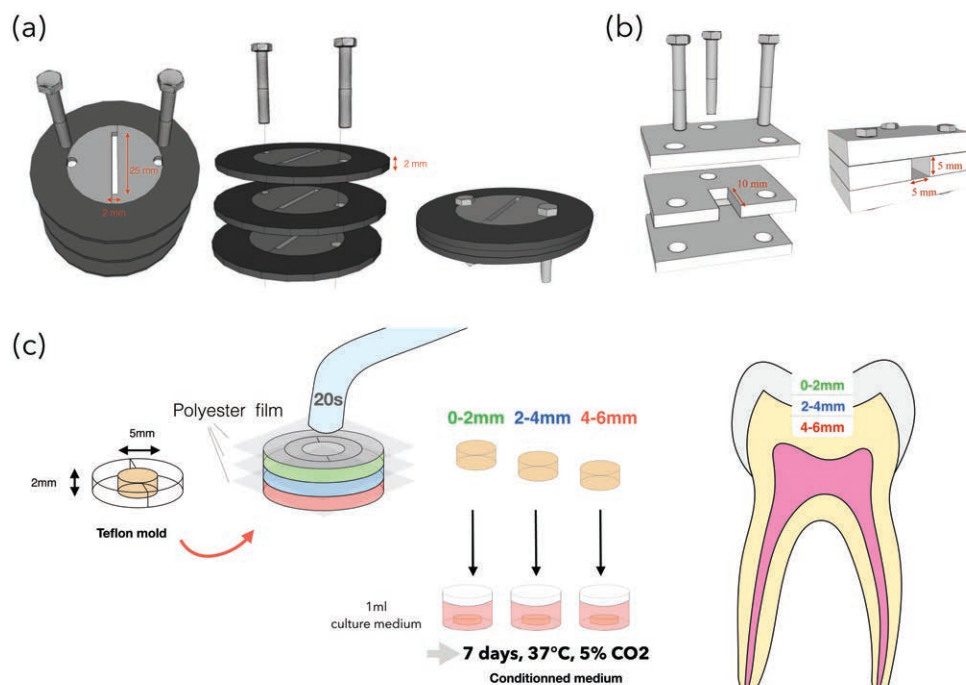 (a)
25 mm
2 mm
2 mm
(b)
10 mm
5 mm
5 mm
(c)
20s
Polyester film
5mm
2mm
Teflon mold
0-2mm 2-4mm 4-6mm
1ml
culture medium
7 days, 37°C, 5% CO2
Conditionned medium
0-2mm
2-4mm
4-6mm